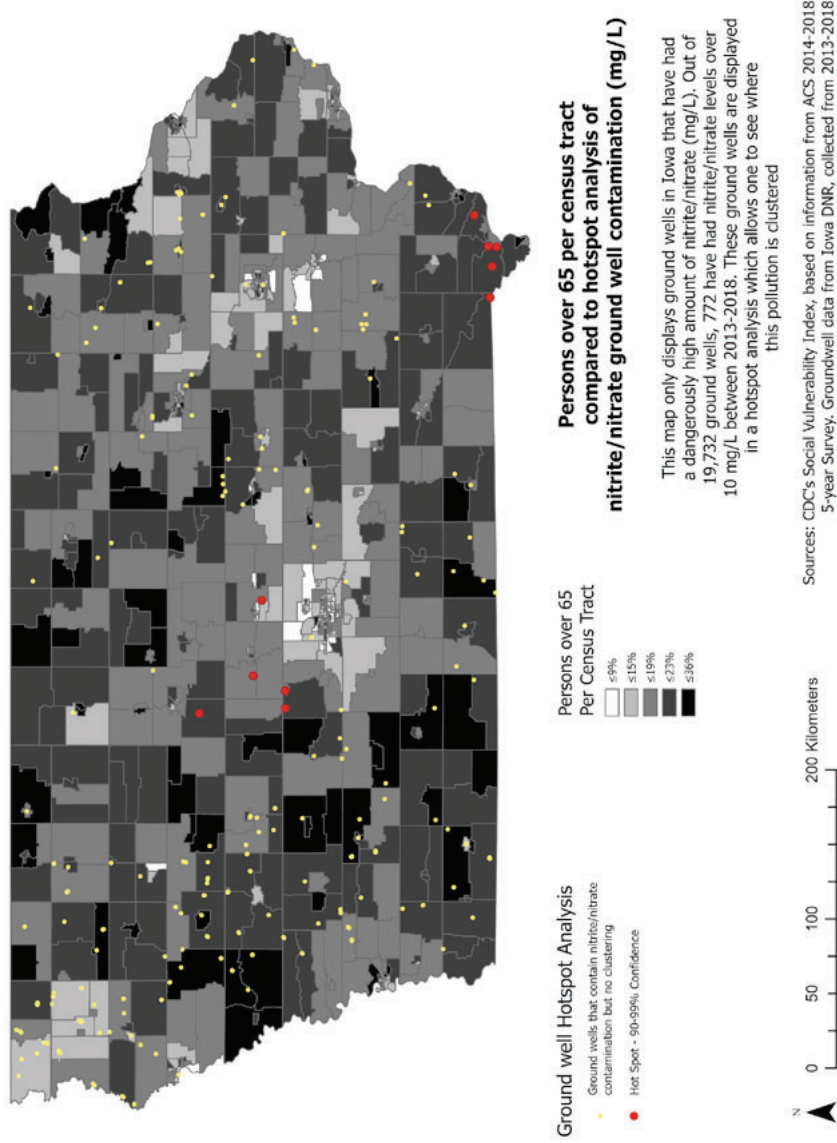 Persons over 65 per census tract
compared to hotspot analysis of
nitrite/nitrate ground well contamination (mg/L)
This map only displays ground wells in Iowa that have had
a dangerously high amount of nitrite/nitrate (mg/L). Out of
19,732 ground wells, 772 have had nitrite/nitrate levels over
10 mg/L between 2013-2018. These ground wells are displayed
in a hotspot analysis which allows one to see where
this pollution is clustered
Persons over 65
Per Census Tract
≤9%
≤15%
≤19%
≤23%
≤36%
Ground well Hotspot Analysis
Ground wells that contain nitrite/nitrate
contamination but no clustering
Hot Spot - 90-99% Confidence
N
0 50 100 200 Kilometers
Sources: CDC's Social Vulnerability Index, based on information from ACS 2014-2018
5-year Survey. Groundwell data from Iowa DNR, collected from 2013-2018